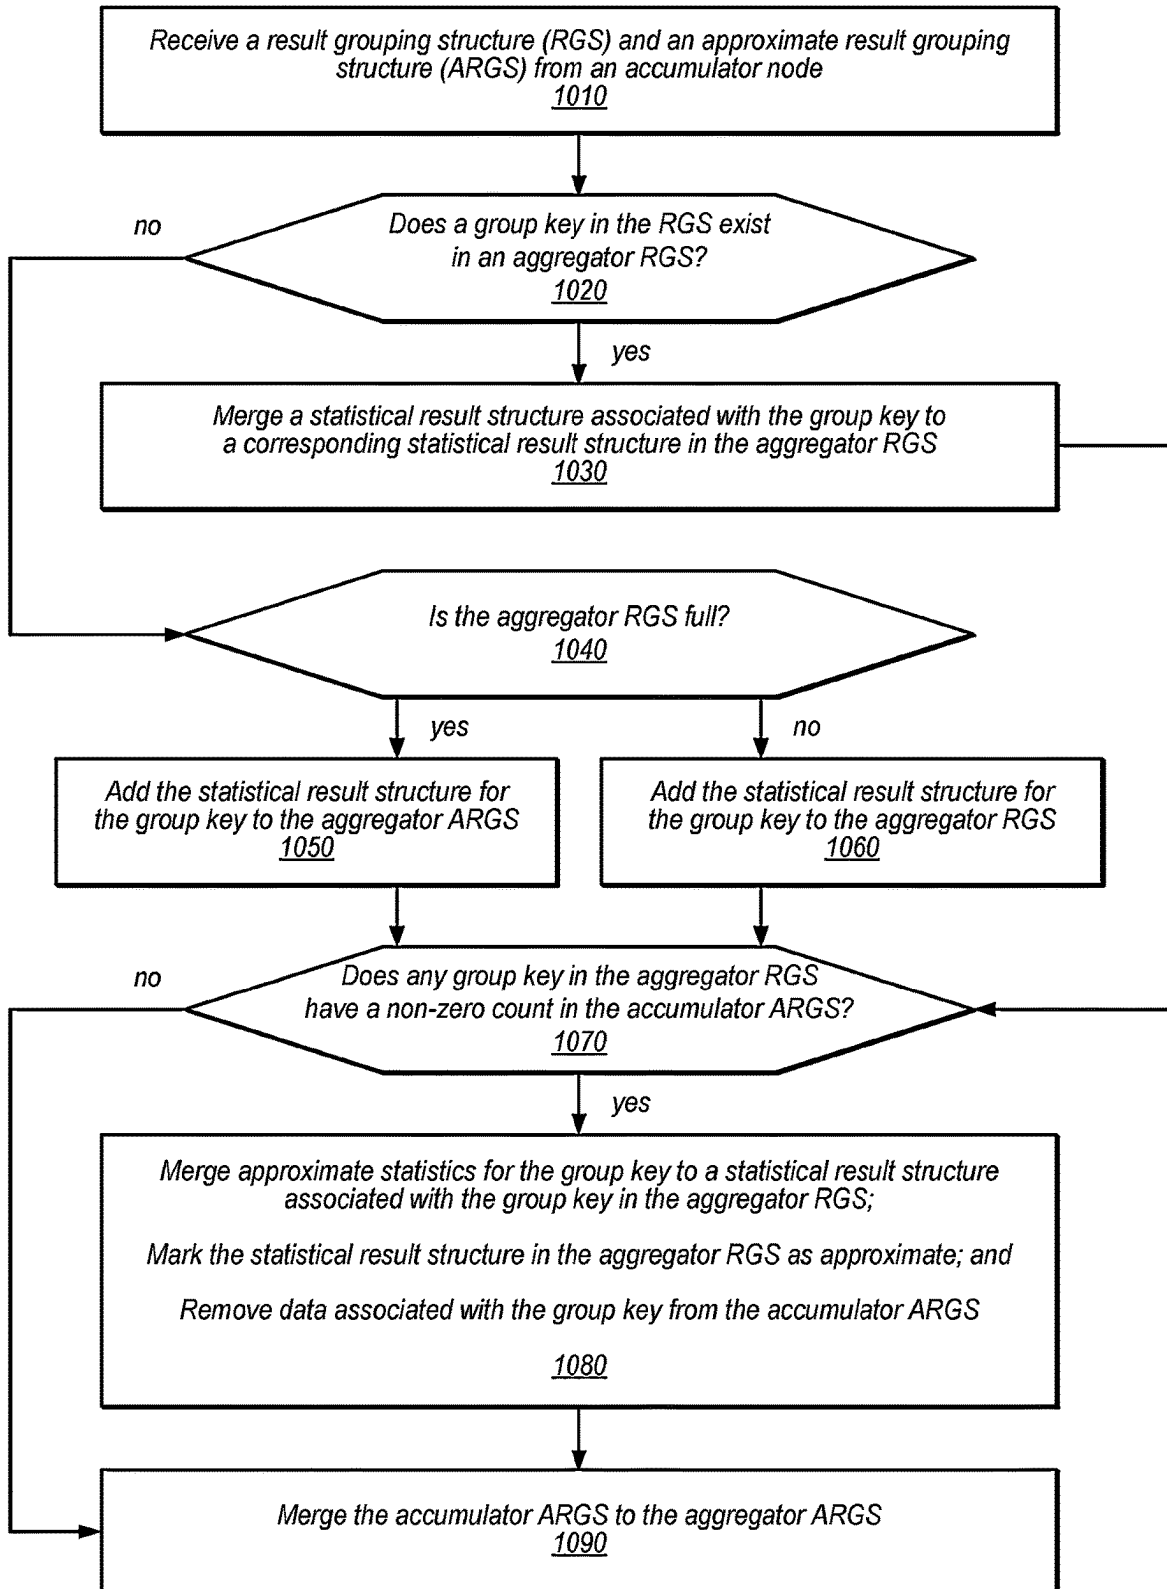 Receive a result grouping structure (RGS) and an approximate result grouping
structure (ARGS) from an accumulator node
1010
no
Does a group key in the RGS exist
in an aggregator RGS?
1020
yes
Merge a statistical result structure associated with the group key to
a corresponding statistical result structure in the aggregator RGS
1030
Is the aggregator RGS full?
1040
yes
no
Add the statistical result structure for
the group key to the aggregator ARGS
1050
Add the statistical result structure for
the group key to the aggregator RGS
1060
no
Does any group key in the aggregator RGS
have a non-zero count in the accumulator ARGS?
1070
yes
Merge approximate statistics for the group key to a statistical result structure
associated with the group key in the aggregator RGS;
Mark the statistical result structure in the aggregator RGS as approximate; and
Remove data associated with the group key from the accumulator ARGS
1080
Merge the accumulator ARGS to the aggregator ARGS
1090